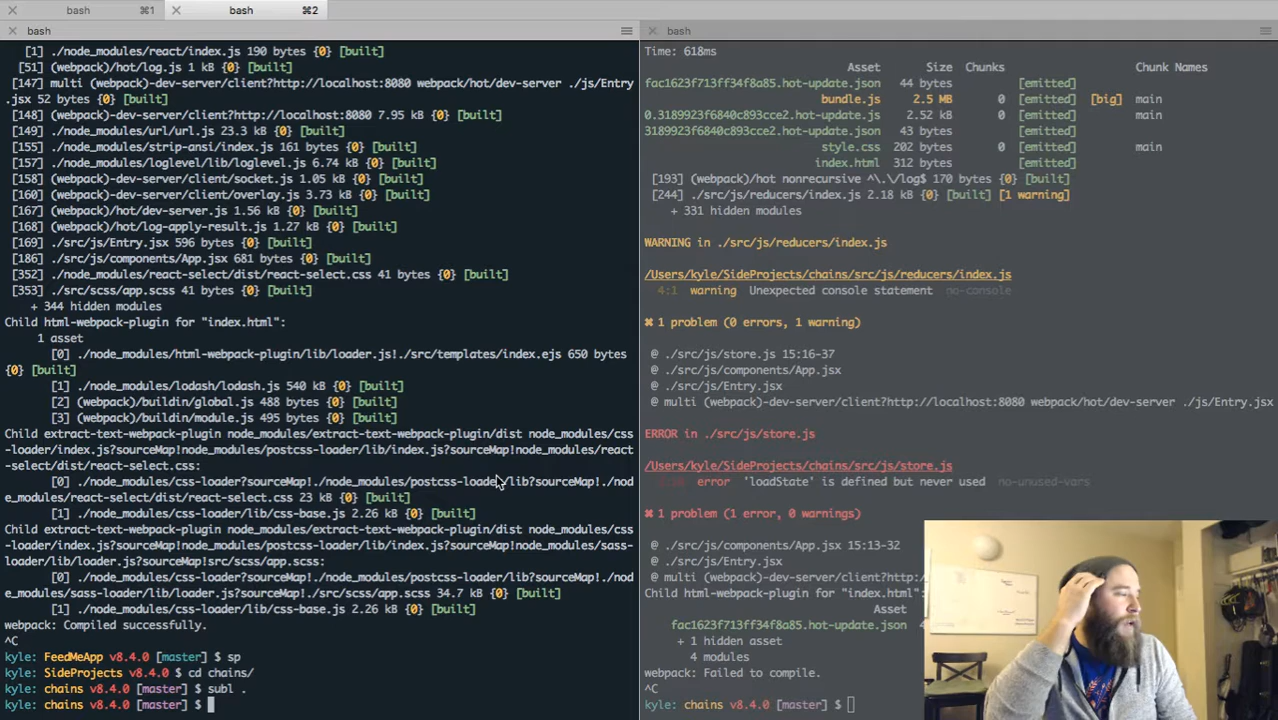 bash ⌘1 bash ⌘2
bash
[1] ./node_modules/react/index.js 190 bytes {0} [built]
[51] (webpack)/hot/log.js 1 kB {0} [built]
[147] multi (webpack)-dev-server/client?http://localhost:8080 webpack/hot/dev-server ./js/Entry
.jsx 52 bytes {0} [built]
[148] (webpack)-dev-server/client?http://localhost:8080 7.95 kB {0} [built]
[149] ./node_modules/url/url.js 23.3 kB {0} [built]
[155] ./node_modules/strip-ansi/index.js 161 bytes {0} [built]
[157] ./node_modules/loglevel/lib/loglevel.js 6.74 kB {0} [built]
[158] (webpack)-dev-server/client/socket.js 1.05 kB {0} [built]
[160] (webpack)-dev-server/client/overlay.js 3.73 kB {0} [built]
[167] (webpack)/hot/dev-server.js 1.56 kB {0} [built]
[168] (webpack)/hot/log-apply-result.js 1.27 kB {0} [built]
[169] ./src/js/Entry.jsx 596 bytes {0} [built]
[186] ./src/js/components/App.jsx 681 bytes {0} [built]
[352] ./node_modules/react-select/dist/react-select.css 41 bytes {0} [built]
[353] ./src/scss/app.scss 41 bytes {0} [built]
+ 344 hidden modules
Child html-webpack-plugin for "index.html":
1 asset
[0] ./node_modules/html-webpack-plugin/lib/loader.js!./src/templates/index.ejs 650 bytes
{0} [built]
[1] ./node_modules/lodash/lodash.js 540 kB {0} [built]
[2] (webpack)/buildin/global.js 488 bytes {0} [built]
[3] (webpack)/buildin/module.js 495 bytes {0} [built]
Child extract-text-webpack-plugin node_modules/extract-text-webpack-plugin/dist node_modules/css
-loader/index.js?sourceMap!node_modules/postcss-loader/lib/index.js?sourceMap!node_modules/react
-select/dist/react-select.css:
[0] ./node_modules/css-loader?sourceMap!./node_modules/postcss-loader/lib?sourceMap!./nod
e_modules/react-select/dist/react-select.css 23 kB {0} [built]
[1] ./node_modules/css-loader/lib/css-base.js 2.26 kB {0} [built]
Child extract-text-webpack-plugin node_modules/extract-text-webpack-plugin/dist node_modules/css
-loader/index.js?sourceMap!node_modules/postcss-loader/lib/index.js?sourceMap!node_modules/sass-
loader/lib/loader.js?sourceMap!src/scss/app.scss:
[0] ./node_modules/css-loader?sourceMap!./node_modules/postcss-loader/lib?sourceMap!./nod
e_modules/sass-loader/lib/loader.js?sourceMap!./src/scss/app.scss 34.7 kB {0} [built]
[1] ./node_modules/css-loader/lib/css-base.js 2.26 kB {0} [built]
webpack: Compiled successfully.
^C
kyle: FeedMeApp v8.4.0 [master] $ sp
kyle: SideProjects v8.4.0 $ cd chains/
kyle: chains v8.4.0 [master] $ subl .
kyle: chains v8.4.0 [master] $
bash
Time: 618ms
Asset Size Chunks Chunk Names
fac1623f713ff34f8a85.hot-update.json 44 bytes [emitted]
bundle.js 2.5 MB 0 [emitted] [big] main
0.3189923f6840c893cce2.hot-update.js 2.52 kB 0 [emitted] main
3189923f6840c893cce2.hot-update.json 43 bytes [emitted]
style.css 202 bytes 0 [emitted] main
index.html 312 bytes [emitted]
[193] (webpack)/hot nonrecursive ^\.\/log$ 170 bytes {0} [built]
[244] ./src/js/reducers/index.js 2.18 kB {0} [built] [1 warning]
+ 331 hidden modules
WARNING in ./src/js/reducers/index.js
/Users/kyle/SideProjects/chains/src/js/reducers/index.js
4:1 warning Unexpected console statement no-console
✖ 1 problem (0 errors, 1 warning)
@ ./src/js/store.js 15:16-37
@ ./src/js/components/App.jsx
@ ./src/js/Entry.jsx
@ multi (webpack)-dev-server/client?http://localhost:8080 webpack/hot/dev-server ./js/Entry.jsx
ERROR in ./src/js/store.js
/Users/kyle/SideProjects/chains/src/js/store.js
error 'loadState' is defined but never used no-unused-vars
✖ 1 problem (1 error, 0 warnings)
@ ./src/js/components/App.jsx 15:13-32
@ ./src/js/Entry.jsx
@ multi (webpack)-dev-server/client?http:/
Child html-webpack-plugin for "index.html":
Asset
fac1623f713ff34f8a85.hot-update.json 4
+ 1 hidden asset
4 modules
webpack: Failed to compile.
^C
kyle: chains v8.4.0 [master] $